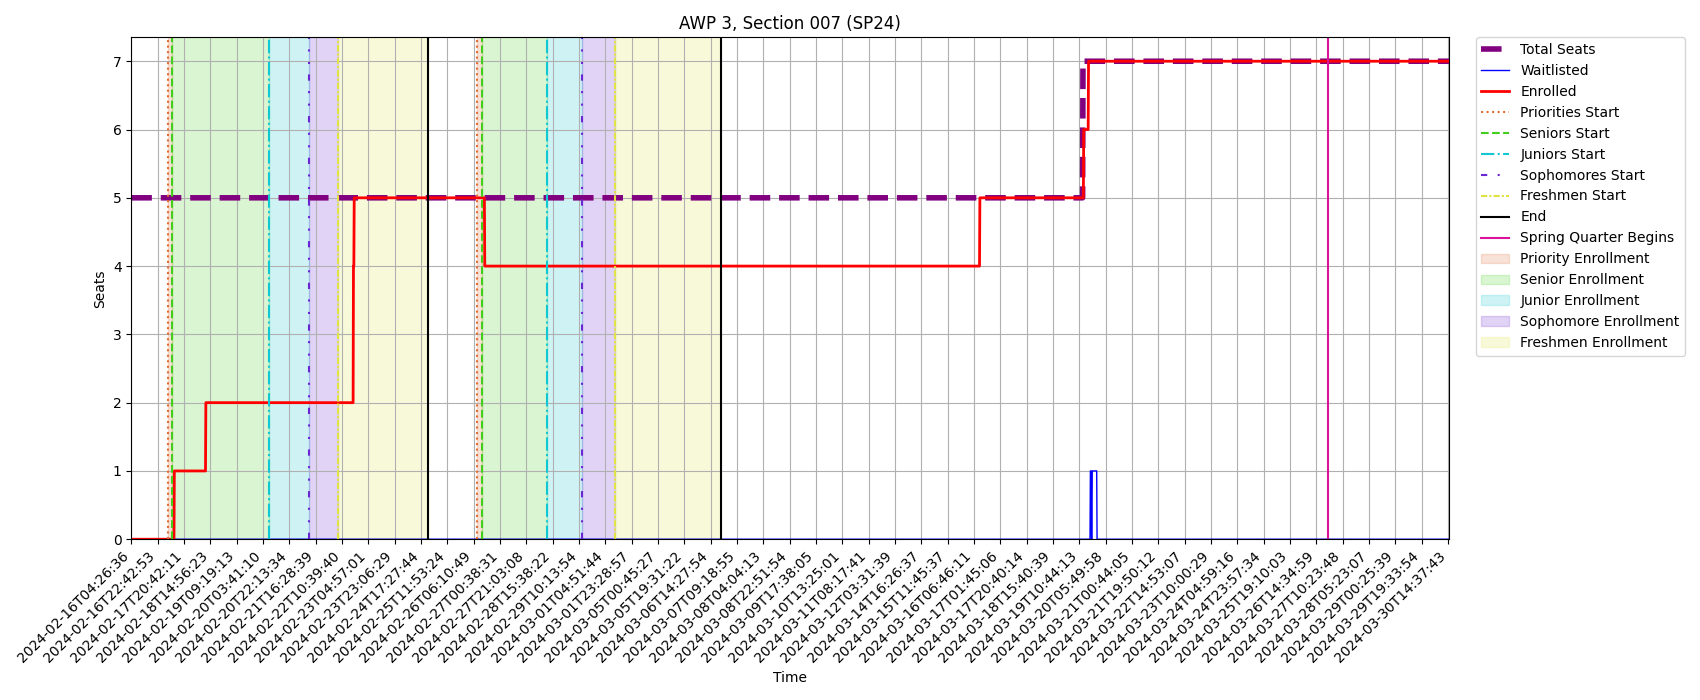 AWP 3, Section 007 (SP24)
Seats
7
6
5
4
3
2
1
0
Total Seats
Waitlisted
Enrolled
Priorities Start
Seniors Start
Juniors Start
Sophomores Start
Freshmen Start
End
Spring Quarter Begins
Priority Enrollment
Senior Enrollment
Junior Enrollment
Sophomore Enrollment
Freshmen Enrollment
2024-02-16T04:26:36
2024-02-16T22:42:53
2024-02-17T20:42:11
2024-02-18T14:56:23
2024-02-19T09:19:13
2024-02-20T03:41:10
2024-02-20T22:13:34
2024-02-21T16:28:39
2024-02-22T10:39:40
2024-02-23T04:57:01
2024-02-23T23:06:29
2024-02-24T17:27:44
2024-02-25T11:53:24
2024-02-26T06:10:49
2024-02-27T00:38:31
2024-02-27T21:03:08
2024-02-28T15:38:22
2024-02-29T10:13:54
2024-03-01T04:51:44
2024-03-01T23:28:57
2024-03-05T00:45:27
2024-03-05T19:31:22
2024-03-06T14:27:54
2024-03-07T09:18:55
2024-03-08T04:04:13
2024-03-08T22:51:54
2024-03-09T17:38:05
2024-03-10T13:25:01
2024-03-11T08:17:41
2024-03-12T03:31:39
2024-03-14T16:26:37
2024-03-15T11:45:37
2024-03-16T06:46:11
2024-03-17T01:45:06
2024-03-17T20:40:14
2024-03-18T15:40:39
2024-03-19T10:44:13
2024-03-20T05:49:58
2024-03-21T00:44:05
2024-03-21T19:50:12
2024-03-22T14:53:07
2024-03-23T10:00:29
2024-03-24T04:59:16
2024-03-24T23:57:34
2024-03-25T19:10:03
2024-03-26T14:34:59
2024-03-27T10:23:48
2024-03-28T05:23:07
2024-03-29T00:25:39
2024-03-29T19:33:54
2024-03-30T14:37:43
Time